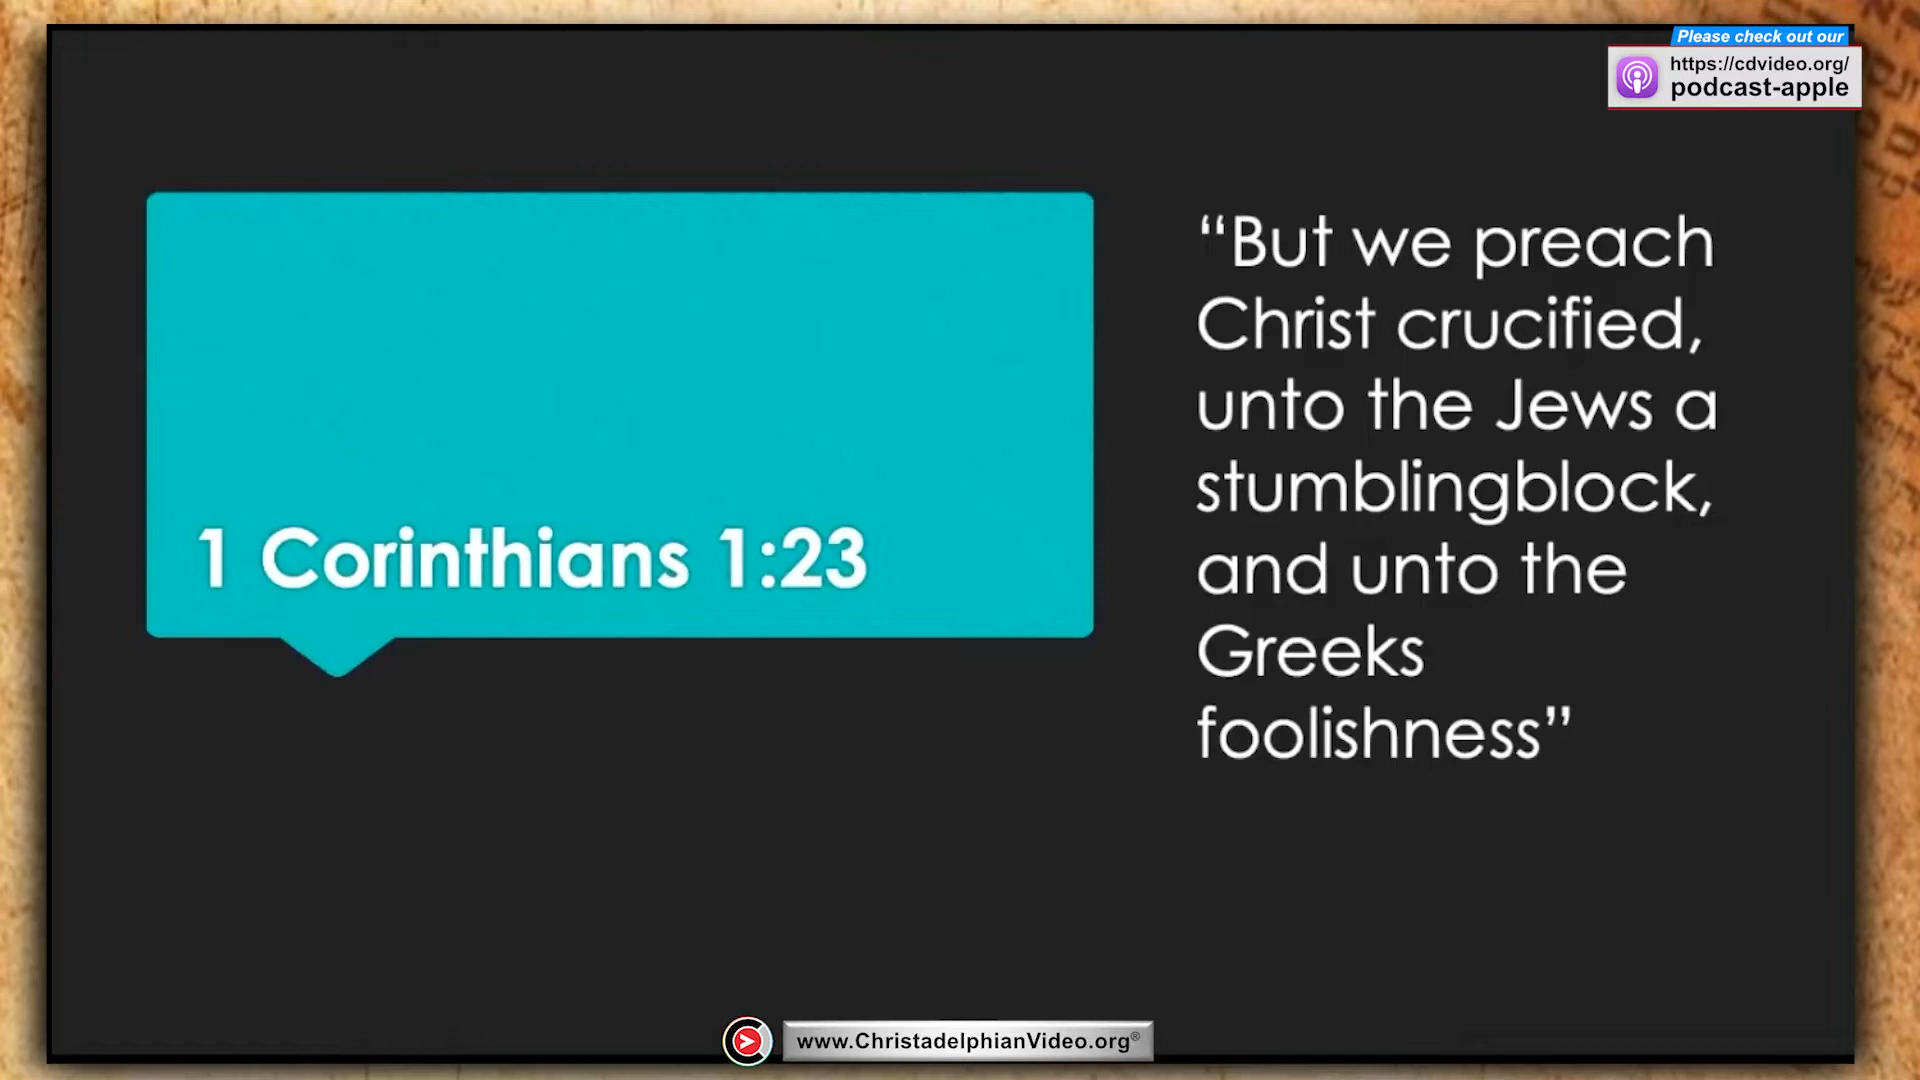 Please check out our
https://cdvideo.org/
podcast-apple
1 Corinthians 1:23
“But we preach
Christ crucified,
unto the Jews a
stumblingblock,
and unto the
Greeks
foolishness”
www.ChristadelphianVideo.org®